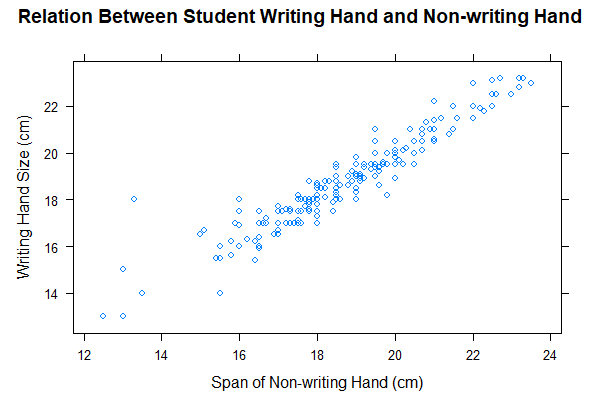 Relation Between Student Writing Hand and Non-writing Hand
Writing Hand Size (cm)
22
20
18
16
14
12 14 16 18 20 22 24
Span of Non-writing Hand (cm)